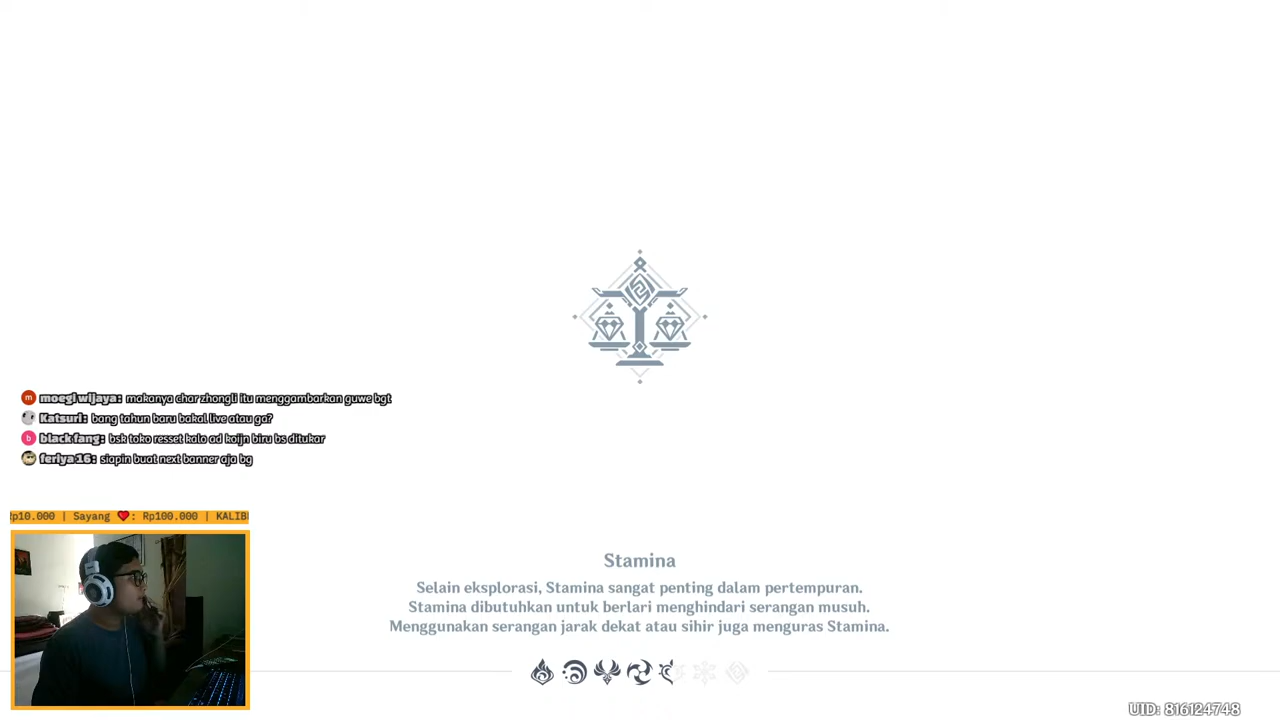 moegi wijaya: makanya char zhongli itu menggambarkan guwe bgt
Katsuri: bang tahun baru bakal live atau ga?
black fang: bsk toko resset kalo ad koijn biru bs ditukar
feriya 16: siapin buat next banner aja bg
Rp10.000 | Sayang ❤️: Rp100.000 | KALIB
Stamina
Selain eksplorasi, Stamina sangat penting dalam pertempuran.
Stamina dibutuhkan untuk berlari menghindari serangan musuh.
Menggunakan serangan jarak dekat atau sihir juga menguras Stamina.
UID: 816124748